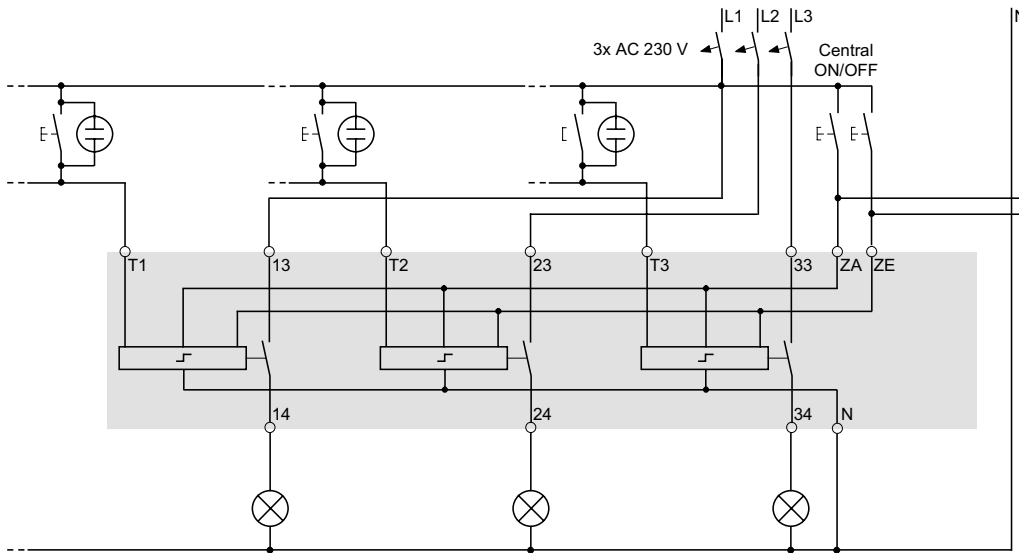 L1 L2 L3
3x AC 230 V
Central
ON/OFF
T1 13 T2 23 T3 33 ZA ZE
14 24 34 N